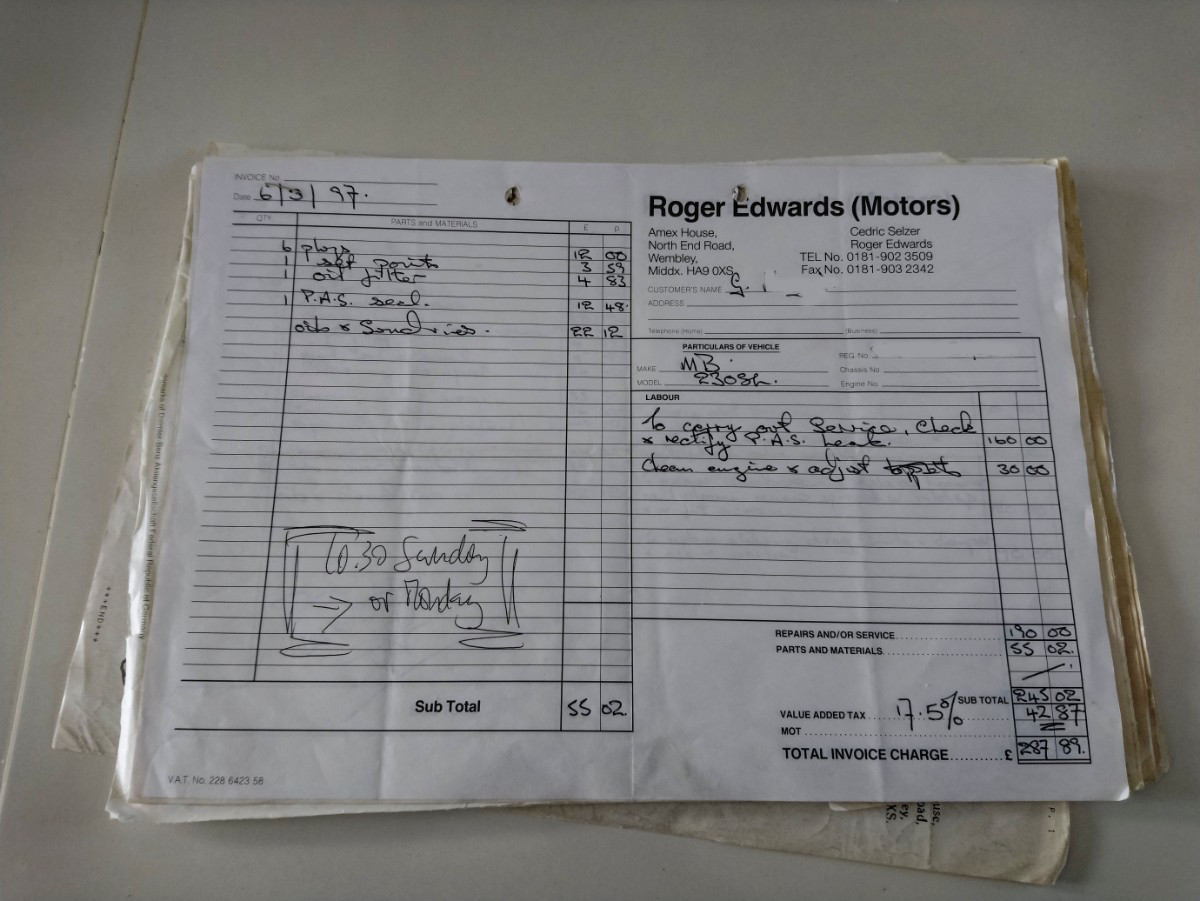 INVOICE No.
Date 6/3/97.
QTY PARTS and MATERIALS £ p
6 plugs 12 00
1 set points 3 59
1 oil filter 4 83
1 P.A.S. seal. 12 48.
oils & Sundries. 22 12
10.30 Sunday
→ or Monday
Sub Total 55 02
V.A.T. No. 228 6423 58
Roger Edwards (Motors)
Amex House,
North End Road,
Wembley,
Middx. HA9 0XS
Cedric Selzer
Roger Edwards
TEL No. 0181-902 3509
Fax No. 0181-903 2342
CUSTOMER'S NAME G.
ADDRESS
Telephone (Home) (Business)
PARTICULARS OF VEHICLE
MAKE MB. REG. No.
Chassis No.
MODEL 230SL. Engine No.
LABOUR
To carry out Service, Check
& rectify P.A.S. leak. 160 00
Clean engine & adjust 30 00
REPAIRS AND/OR SERVICE 190 00
PARTS AND MATERIALS 55 02.
SUB TOTAL 245 02
VALUE ADDED TAX 17.5% 42 87
MOT
TOTAL INVOICE CHARGE £ 287 89.
***END***